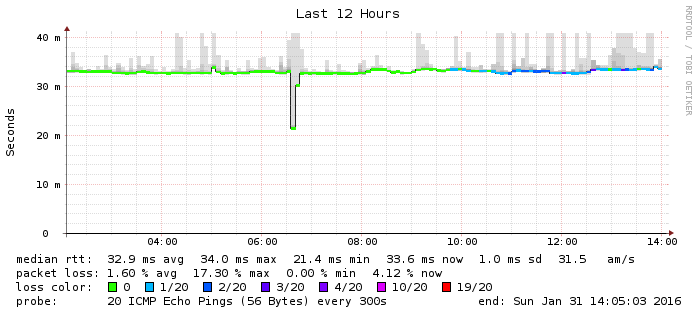 Last 12 Hours
RRDTOOL / TOBI OETIKER
Seconds
40 m
30 m
20 m
10 m
0
04:00 06:00 08:00 10:00 12:00 14:00
median rtt: 32.9 ms avg 34.0 ms max 21.4 ms min 33.6 ms now 1.0 ms sd 31.5 am/s
packet loss: 1.60 % avg 17.30 % max 0.00 % min 4.12 % now
loss color: 0 1/20 2/20 3/20 4/20 10/20 19/20
probe: 20 ICMP Echo Pings (56 Bytes) every 300s end: Sun Jan 31 14:05:03 2016